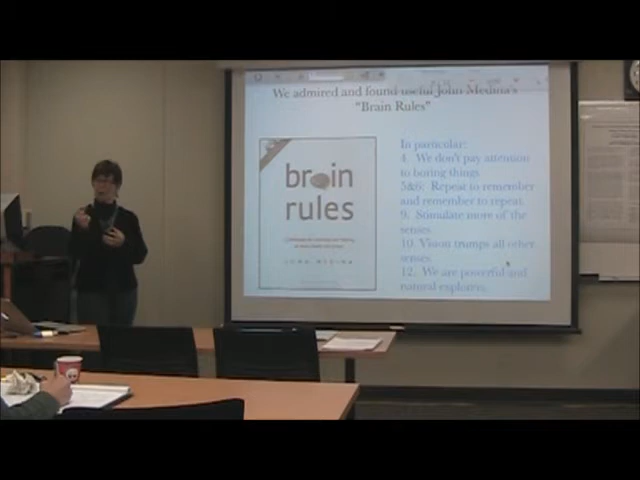 We admired and found useful John Medina's
"Brain Rules"
brain
rules
JOHN MEDINA
In particular:
4. We don't pay attention
to boring things
5&6. Repeat to remember
and remember to repeat.
9. Stimulate more of the
senses
10. Vision trumps all other
senses.
12. We are powerful and
natural explorers.